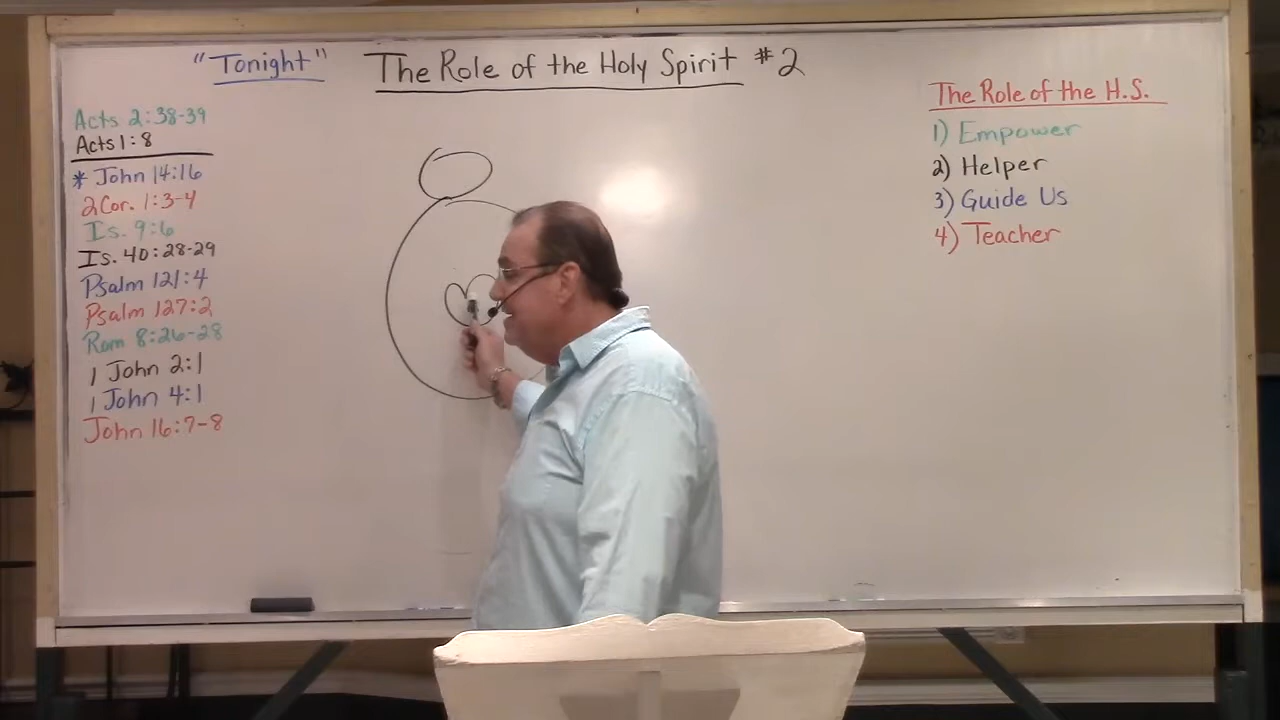 "Tonight" The Role of the Holy Spirit #2
Acts 2:38-39
Acts 1:8
* John 14:16
2 Cor. 1:3-4
Is. 9:6
Is. 40:28-29
Psalm 121:4
Psalm 127:2
Rom 8:26-28
1 John 2:1
1 John 4:1
John 16:7-8
The Role of the H.S.
1) Empower
2) Helper
3) Guide Us
4) Teacher